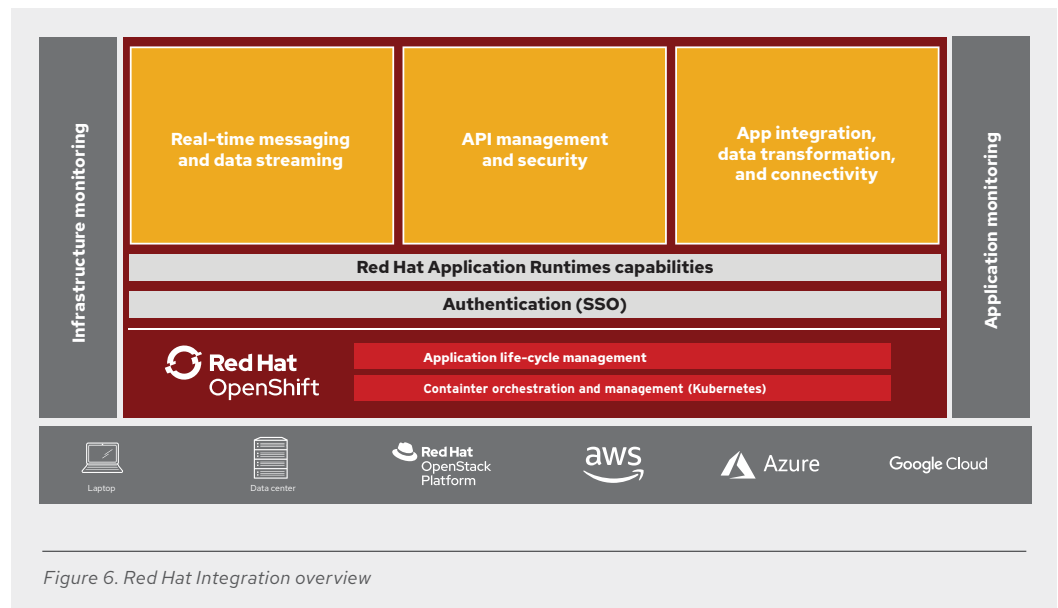 Infrastructure monitoring
Real-time messaging
and data streaming
API management
and security
App integration,
data transformation,
and connectivity
Application monitoring
Red Hat Application Runtimes capabilities
Authentication (SSO)
Red Hat
OpenShift
Application life-cycle management
Containter orchestration and management (Kubernetes)
Laptop
Data center
Red Hat
OpenStack
Platform
aws
Azure
Google Cloud
Figure 6. Red Hat Integration overview